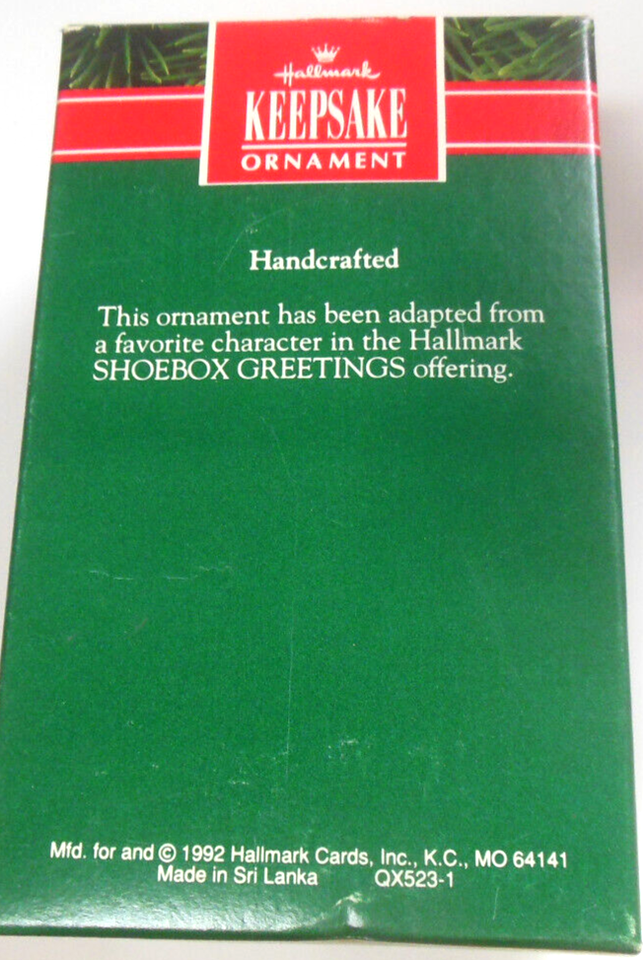 Hallmark
KEEPSAKE
ORNAMENT
Handcrafted
This ornament has been adapted from
a favorite character in the Hallmark
SHOEBOX GREETINGS offering.
Mfd. for and © 1992 Hallmark Cards, Inc., K.C., MO 64141
Made in Sri Lanka QX523-1